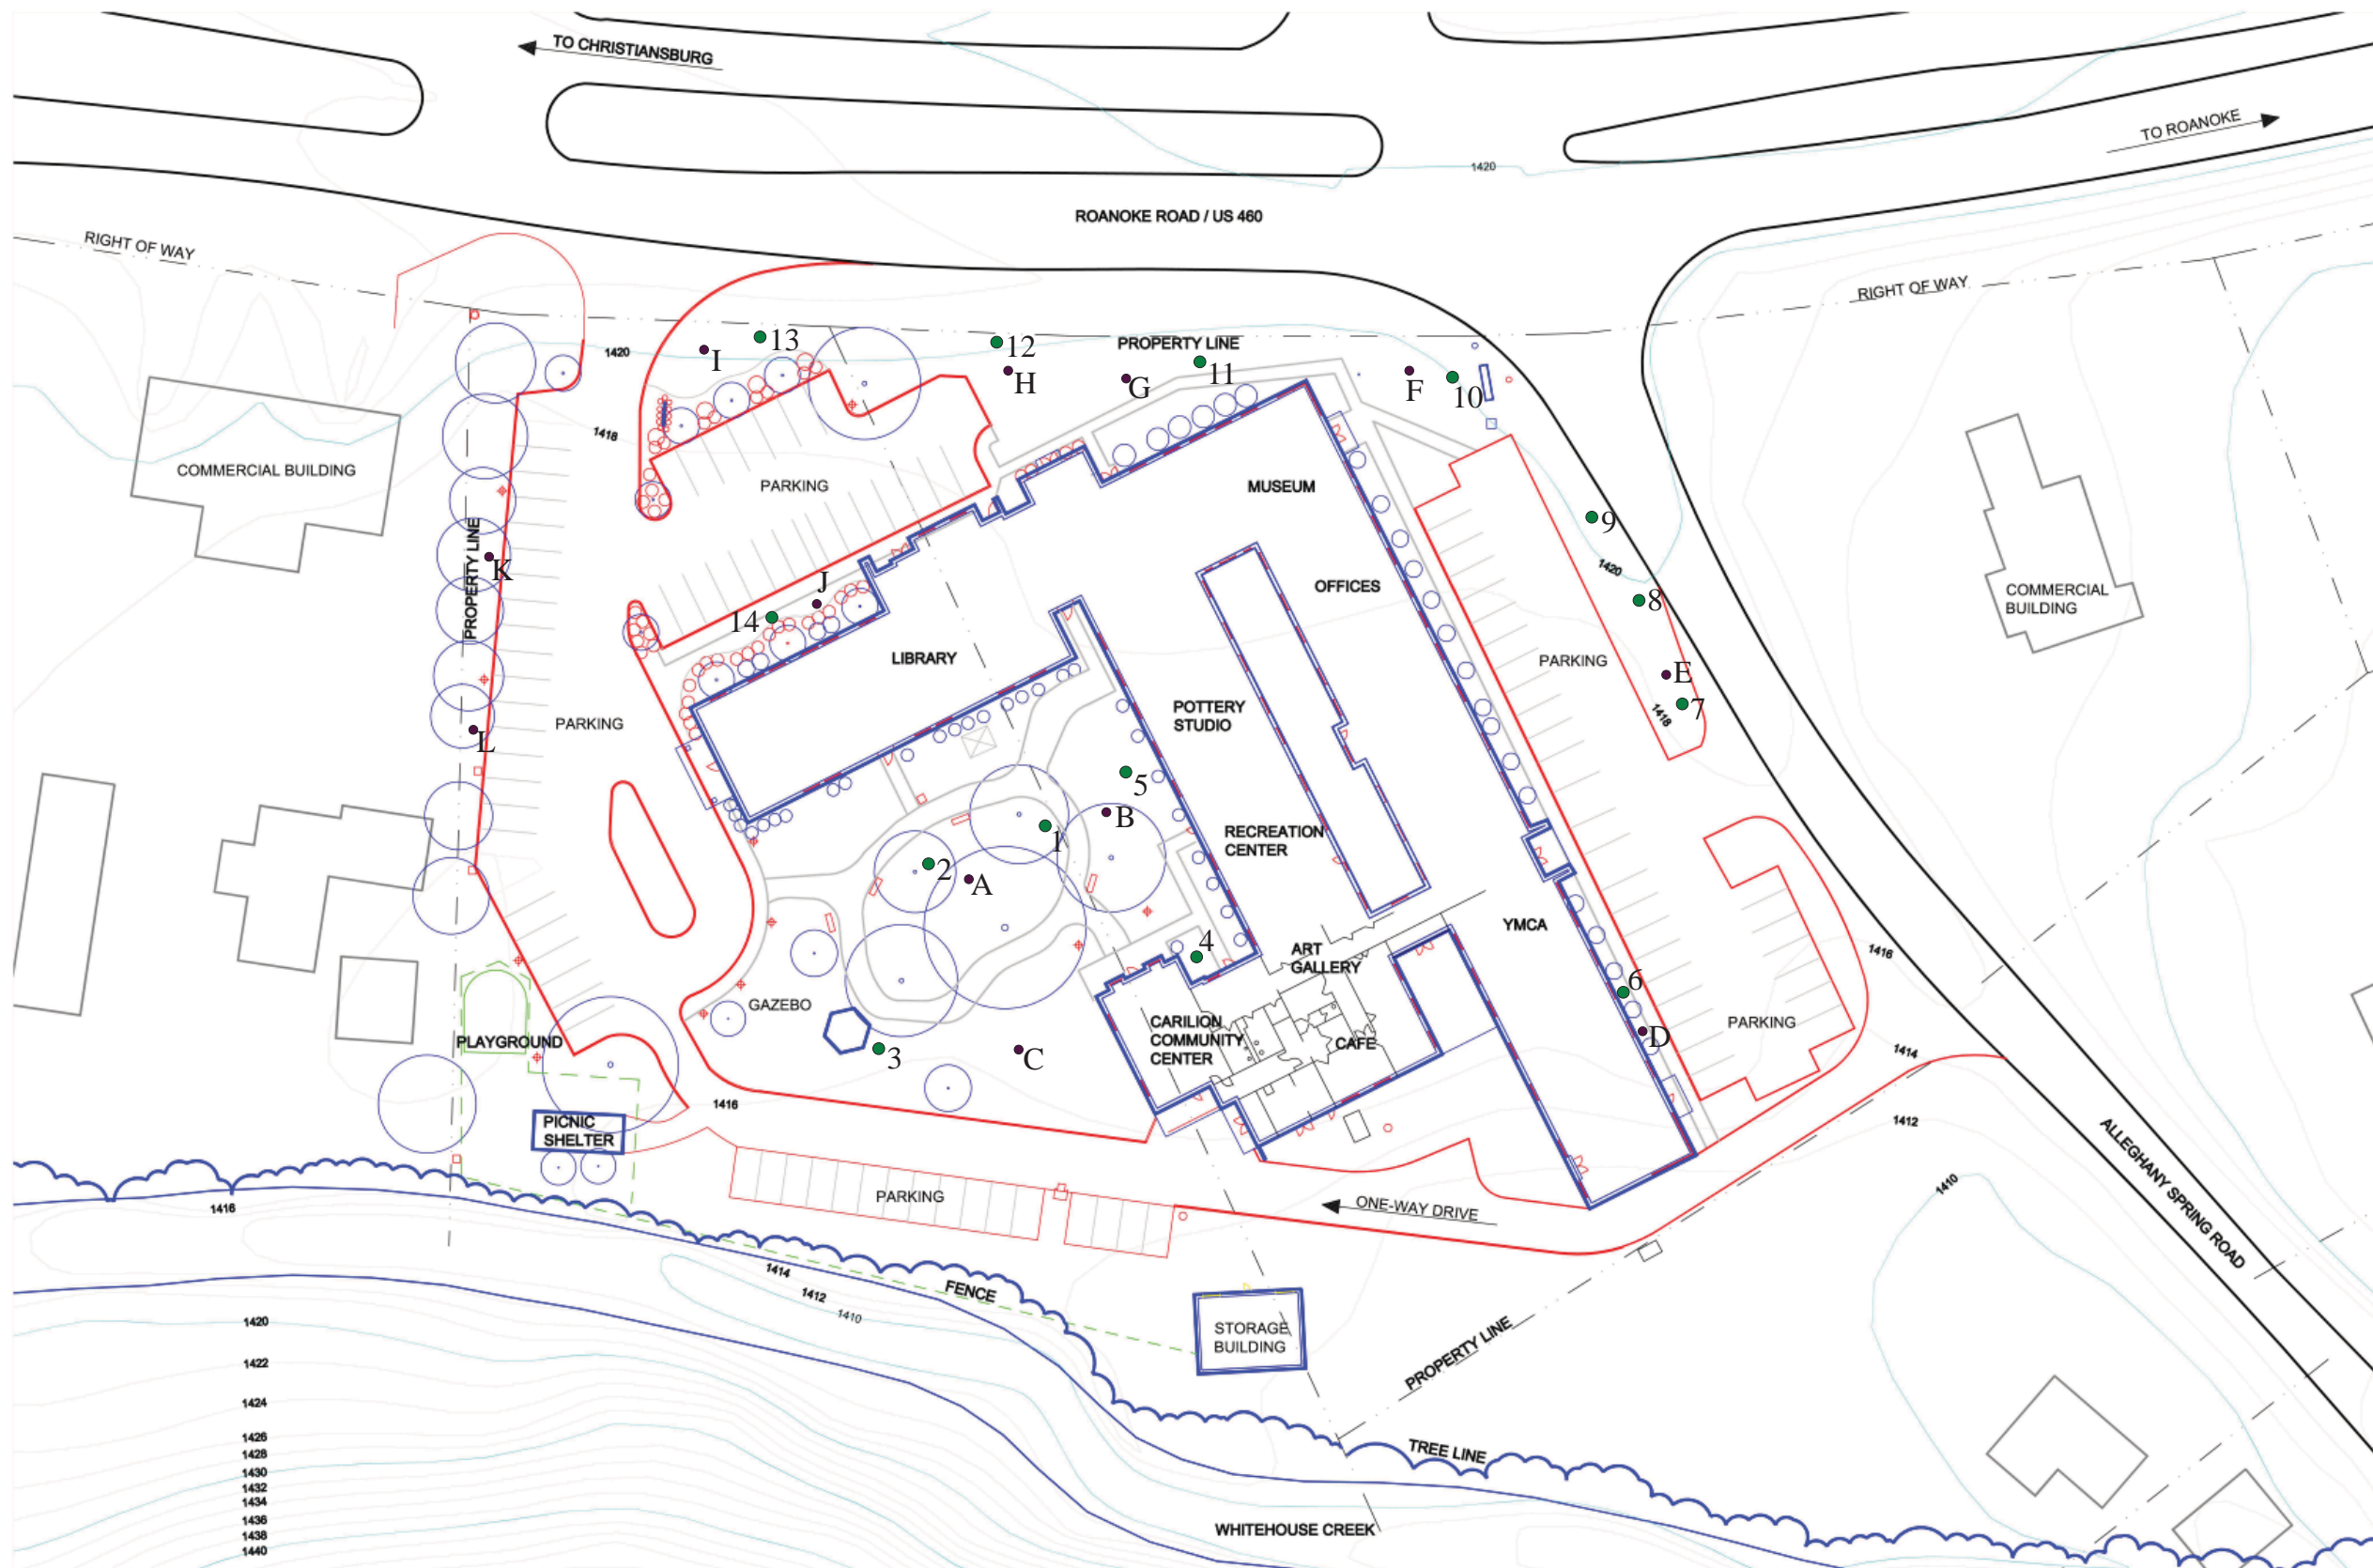 TO CHRISTIANSBURG
TO ROANOKE
1420
ROANOKE ROAD / US 460
RIGHT OF WAY
RIGHT OF WAY
13
I
12
H
PROPERTY LINE
11
G
F
10
1420
1418
COMMERCIAL BUILDING
PARKING
MUSEUM
9
PROPERTY LINE
K
J
14
OFFICES
1420
8
COMMERCIAL
BUILDING
LIBRARY
PARKING
E
7
1418
L
PARKING
POTTERY
STUDIO
5
B
1
2
A
RECREATION
CENTER
YMCA
4
ART
GALLERY
1416
6
GAZEBO
PLAYGROUND
3
C
CARILION
COMMUNITY
CENTER
CAFE
D
PARKING
1414
1416
1412
PICNIC
SHELTER
ALLEGHANY SPRING ROAD
PARKING
ONE-WAY DRIVE
1410
1416
1414
1412
1410
FENCE
STORAGE
BUILDING
PROPERTY LINE
1420
1422
1424
1426
1428
1430
1432
1434
1436
1438
1440
TREE LINE
WHITEHOUSE CREEK